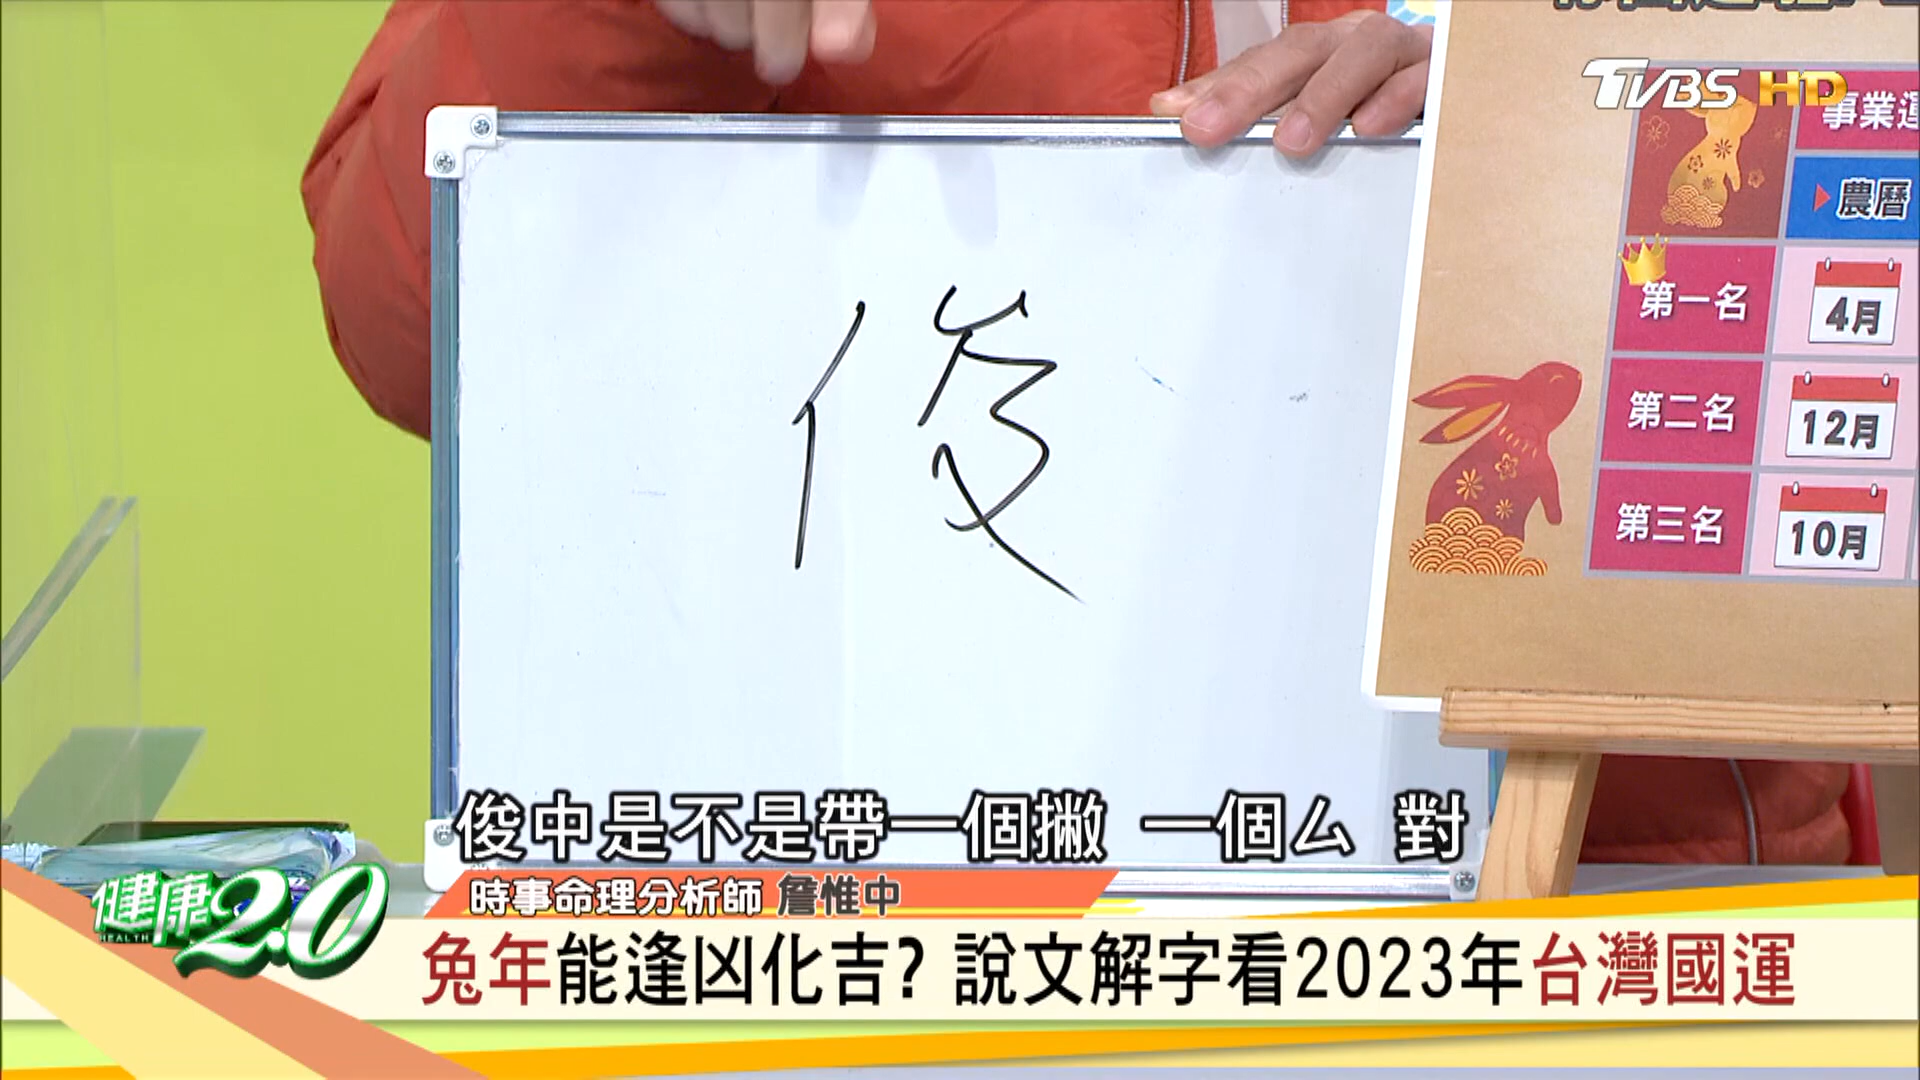 TVBS HD
事業運
農曆
第一名 4月
第二名 12月
第三名 10月
俊
俊中是不是帶一個撇 一個ㄙ 對
時事命理分析師 詹惟中
健康2.0
HEALTH
兔年能逢凶化吉? 說文解字看2023年台灣國運